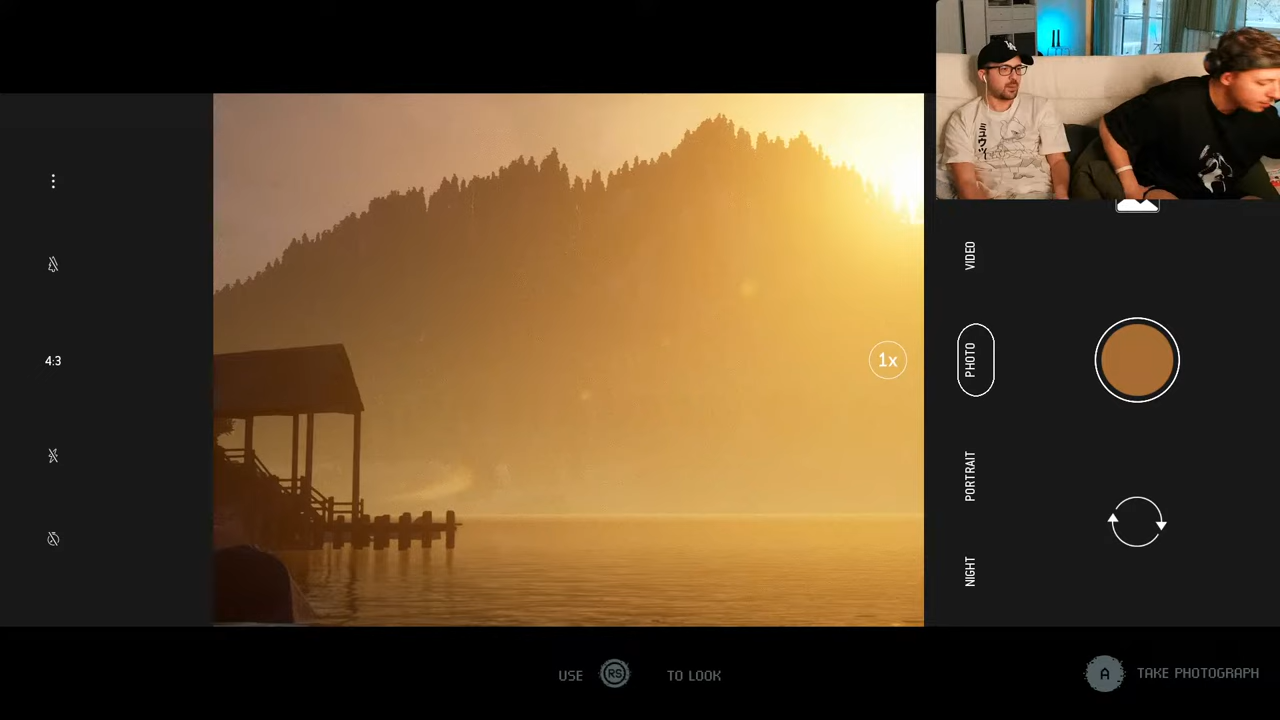 4:3
1x
VIDEO
PHOTO
PORTRAIT
NIGHT
USE RS TO LOOK
A TAKE PHOTOGRAPH